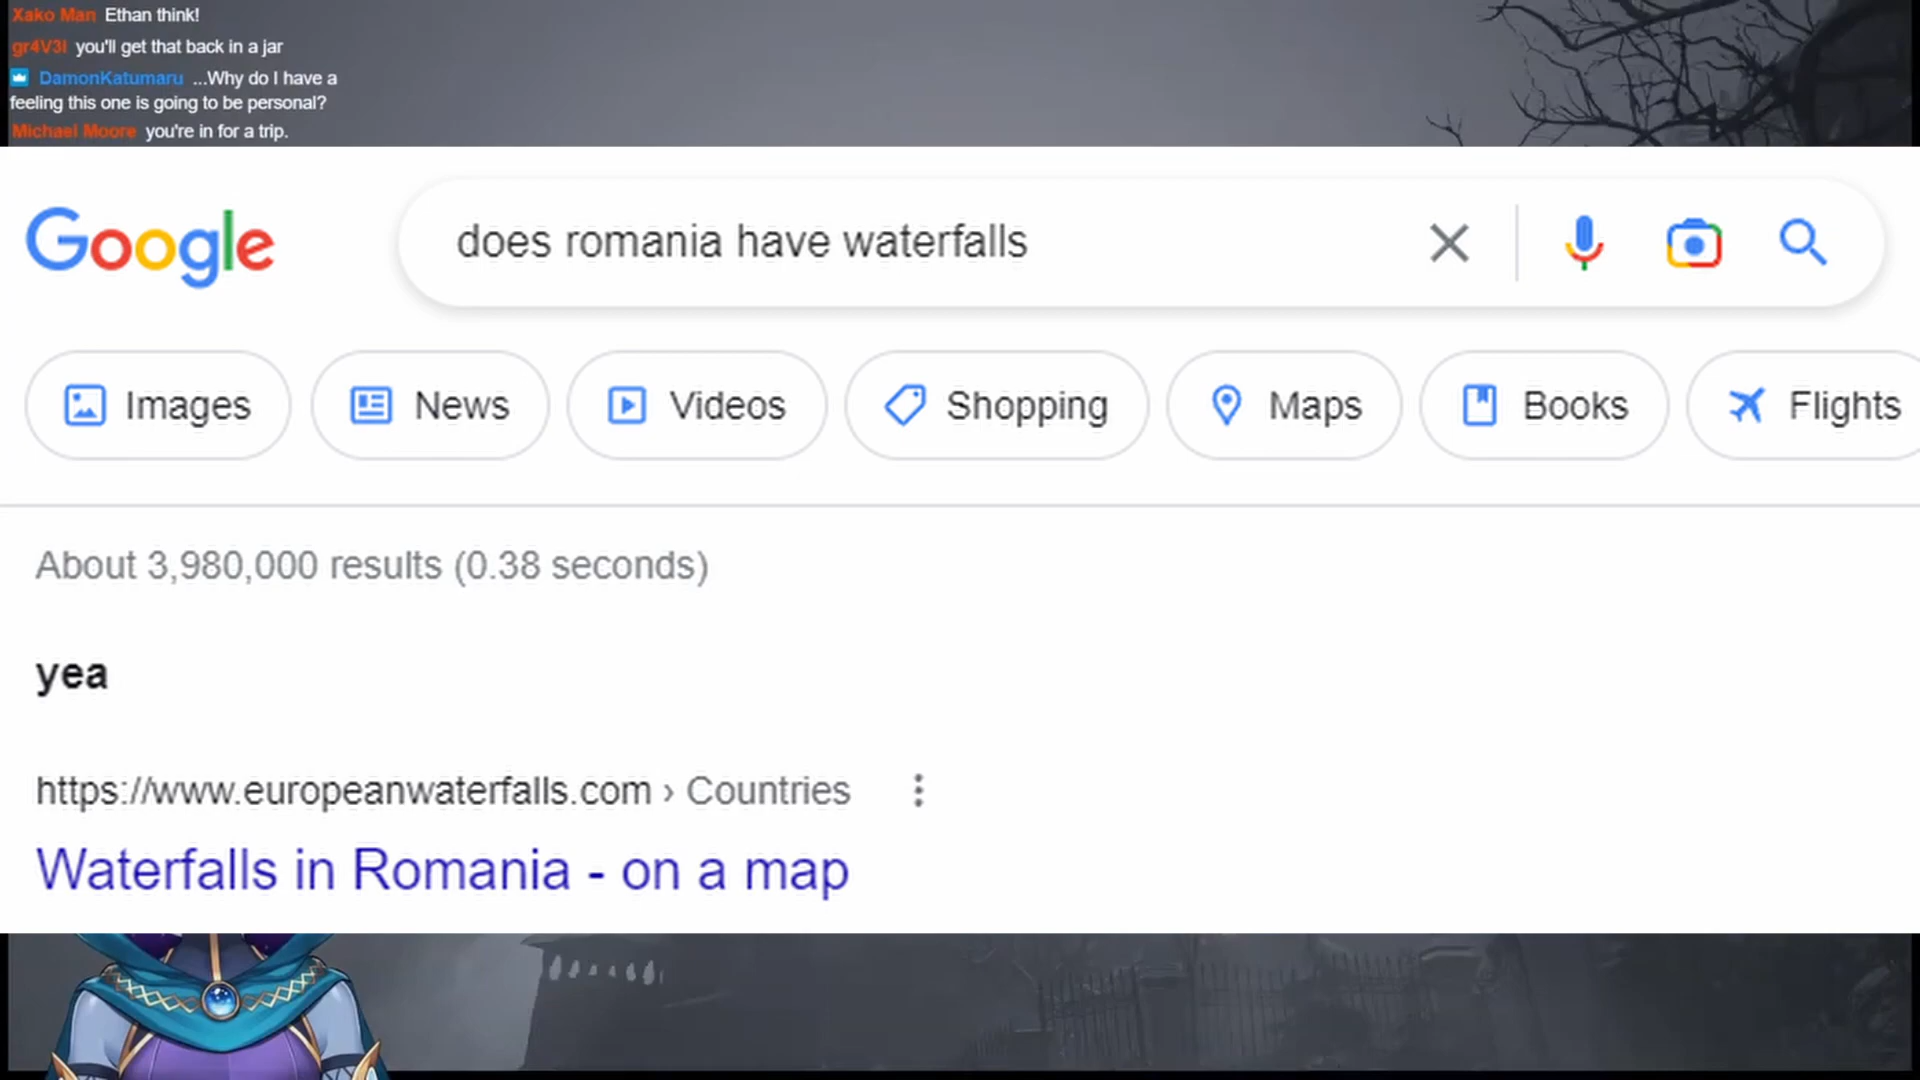 Xako Man Ethan think!
gr4V3l you'll get that back in a jar
DamonKatumaru ...Why do I have a
feeling this one is going to be personal?
Michael Moore you're in for a trip.
Google
does romania have waterfalls
Images
News
Videos
Shopping
Maps
Books
Flights
About 3,980,000 results (0.38 seconds)
yea
https://www.europeanwaterfalls.com › Countries
Waterfalls in Romania - on a map